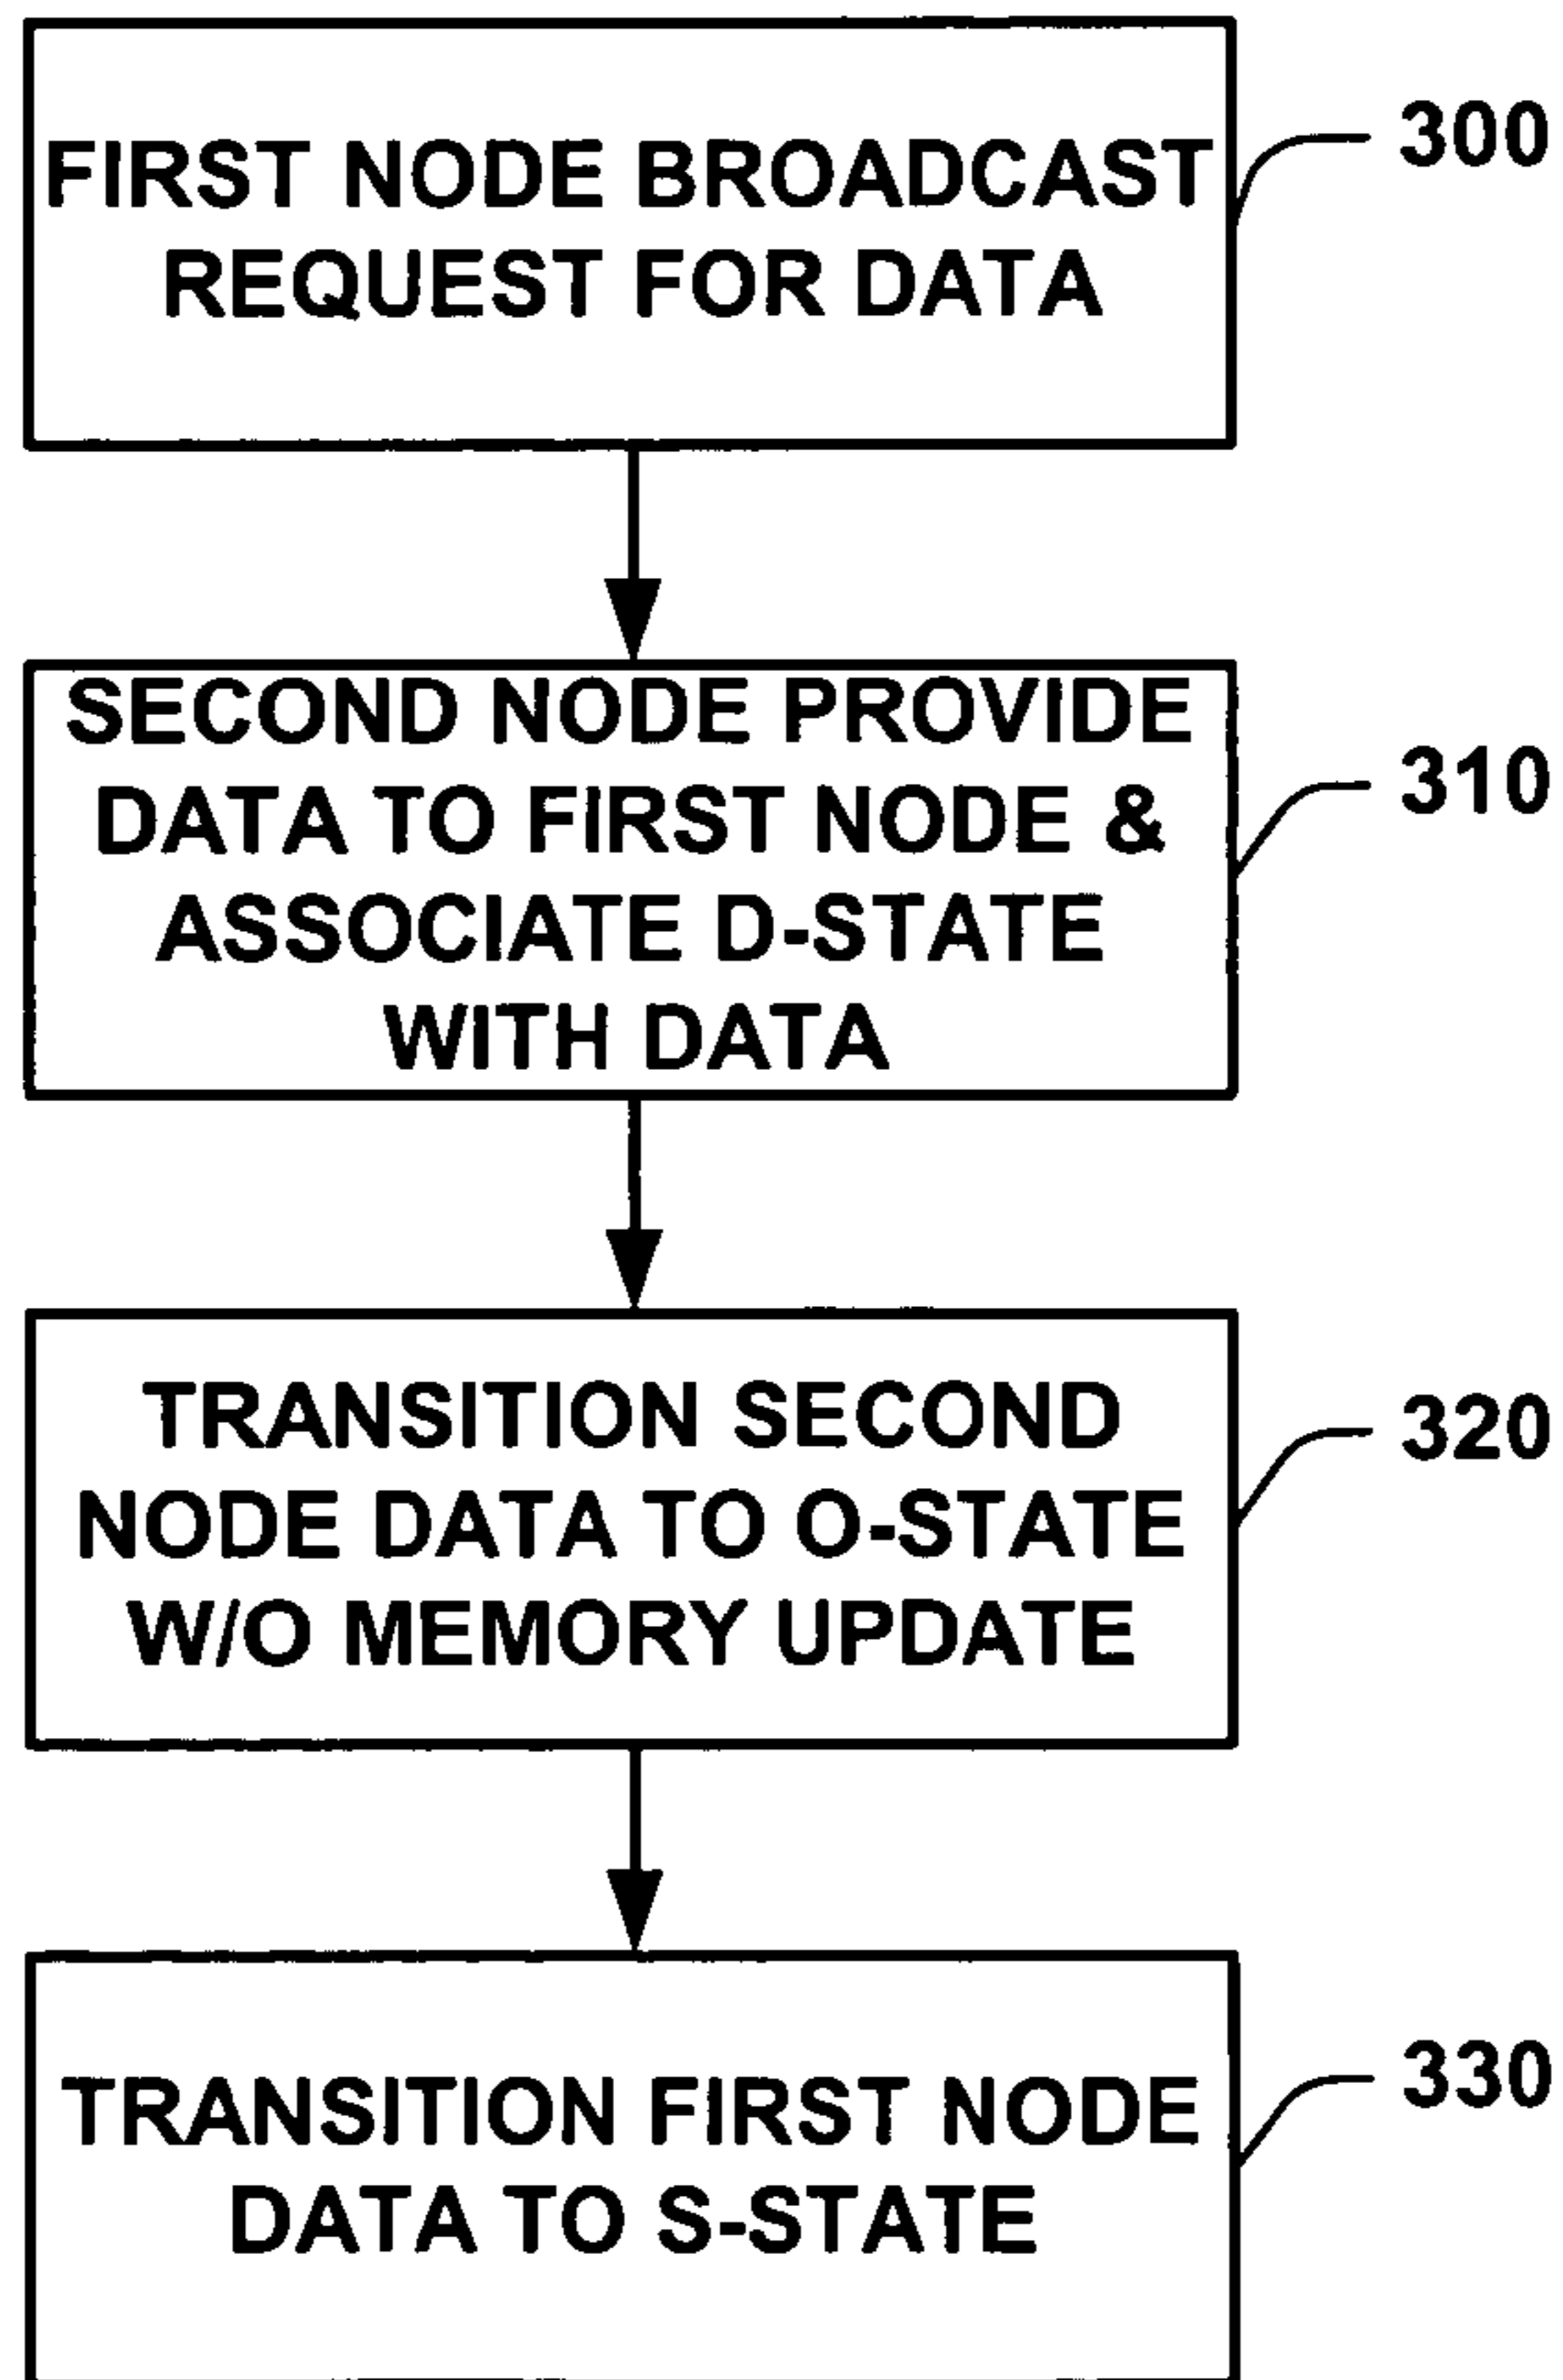 FIRST NODE BROADCAST
REQUEST FOR DATA
300
SECOND NODE PROVIDE
DATA TO FIRST NODE &
ASSOCIATE D-STATE
WITH DATA
310
TRANSITION SECOND
NODE DATA TO O-STATE
W/O MEMORY UPDATE
320
TRANSITION FIRST NODE
DATA TO S-STATE
330